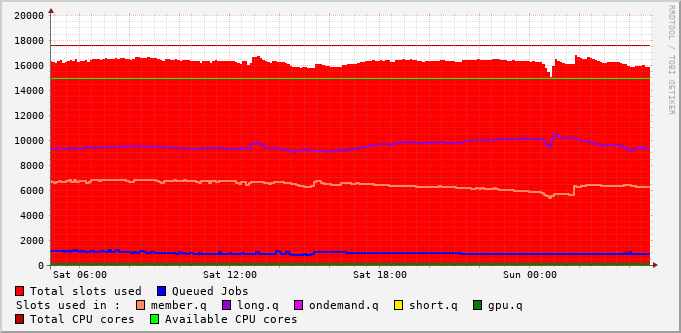 20000
18000
16000
14000
12000
10000
8000
6000
4000
2000
0
Sat 06:00 Sat 12:00 Sat 18:00 Sun 00:00
RRDTOOL / TOBI OETIKER
Total slots used Queued Jobs
Slots used in : member.q long.q ondemand.q short.q gpu.q
Total CPU cores Available CPU cores